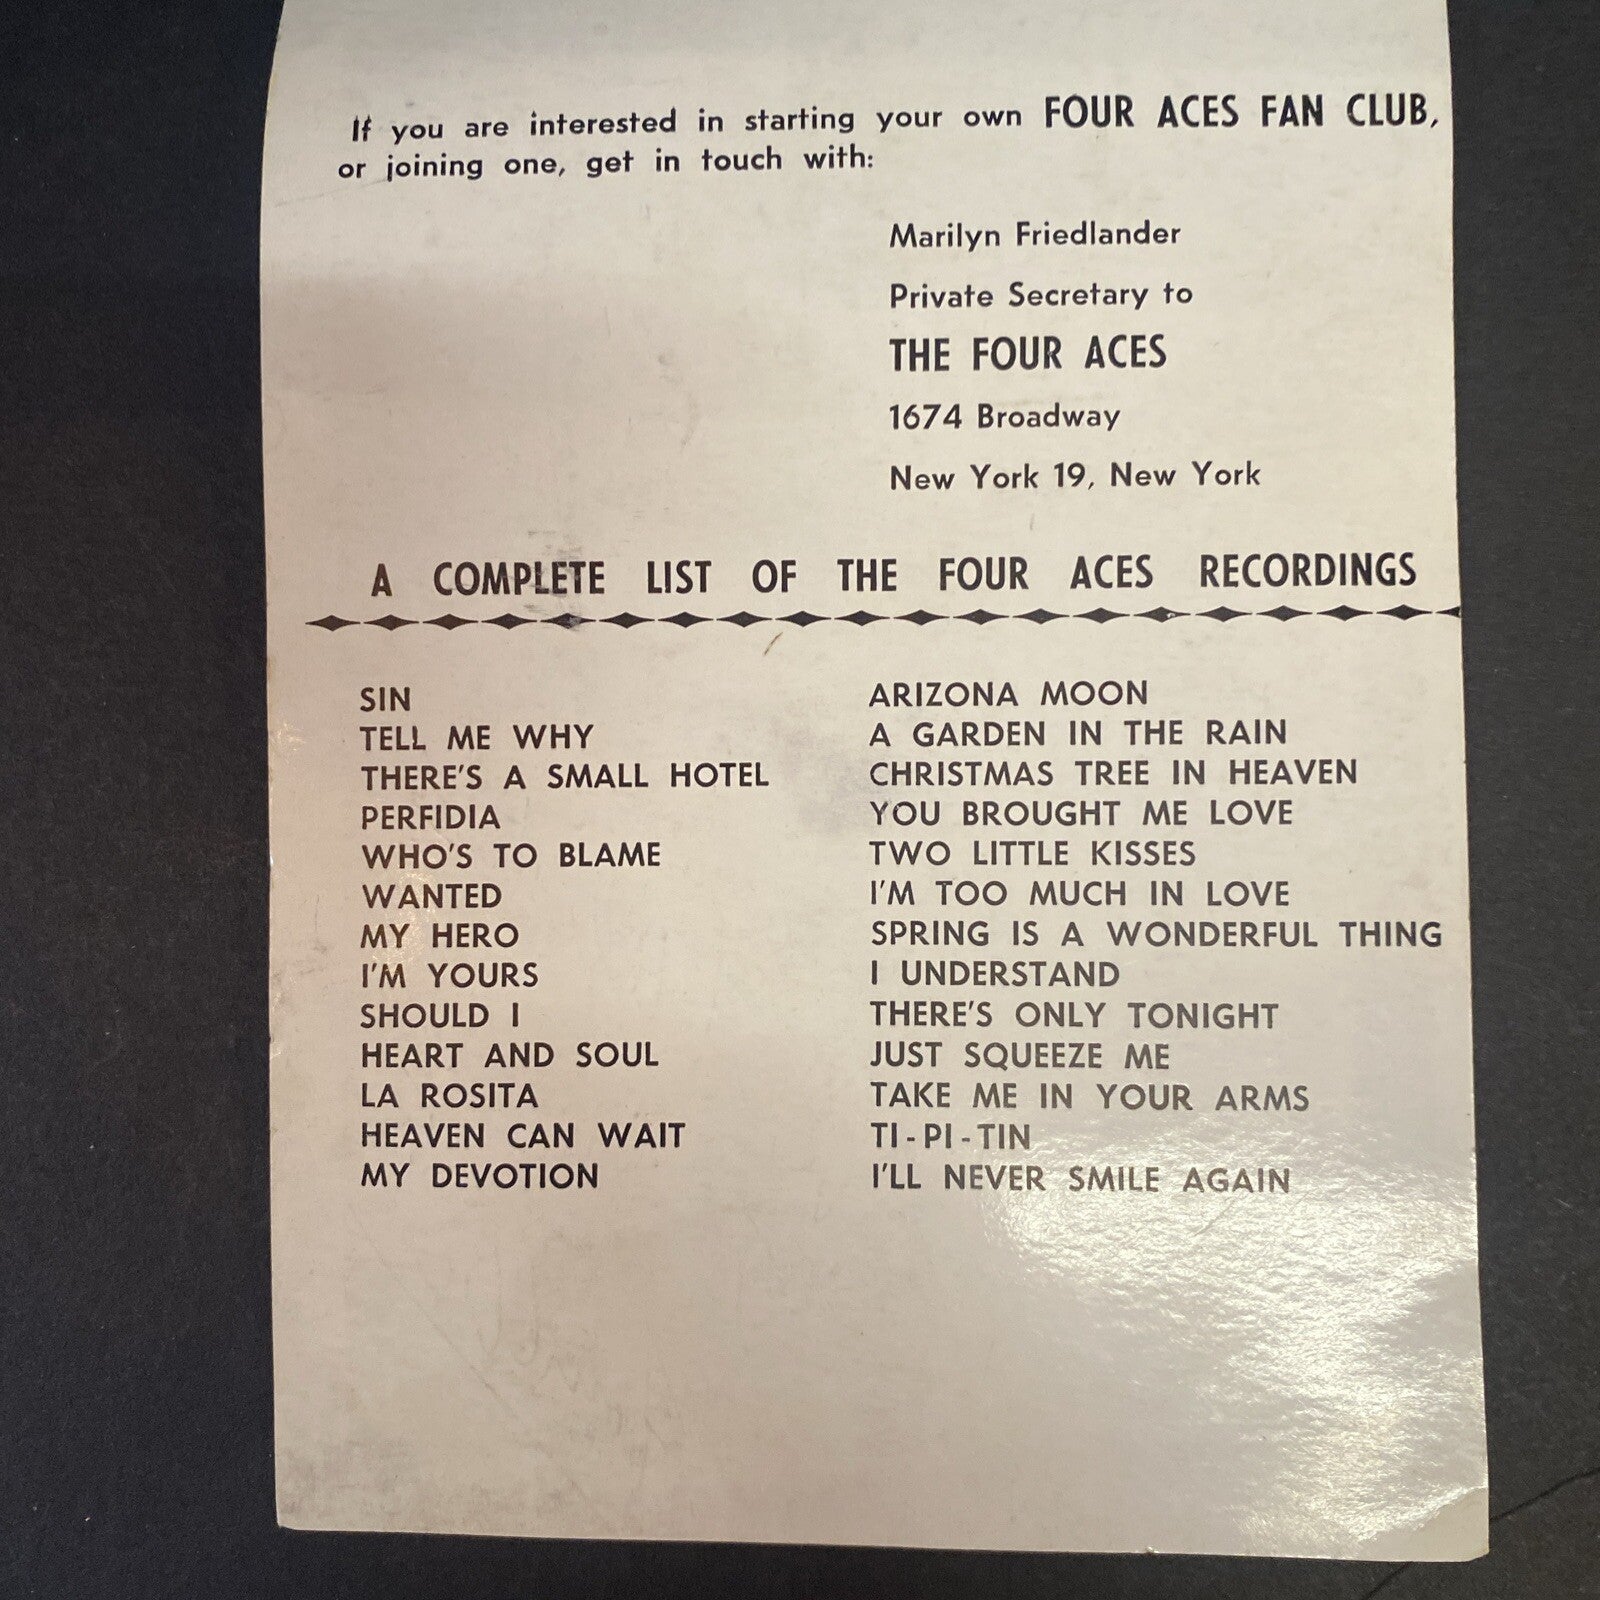 If you are interested in starting your own FOUR ACES FAN CLUB,
or joining one, get in touch with:
Marilyn Friedlander
Private Secretary to
THE FOUR ACES
1674 Broadway
New York 19, New York
A COMPLETE LIST OF THE FOUR ACES RECORDINGS
SIN
TELL ME WHY
THERE'S A SMALL HOTEL
PERFIDIA
WHO'S TO BLAME
WANTED
MY HERO
I'M YOURS
SHOULD I
HEART AND SOUL
LA ROSITA
HEAVEN CAN WAIT
MY DEVOTION
ARIZONA MOON
A GARDEN IN THE RAIN
CHRISTMAS TREE IN HEAVEN
YOU BROUGHT ME LOVE
TWO LITTLE KISSES
I'M TOO MUCH IN LOVE
SPRING IS A WONDERFUL THING
I UNDERSTAND
THERE'S ONLY TONIGHT
JUST SQUEEZE ME
TAKE ME IN YOUR ARMS
TI-PI-TIN
I'LL NEVER SMILE AGAIN